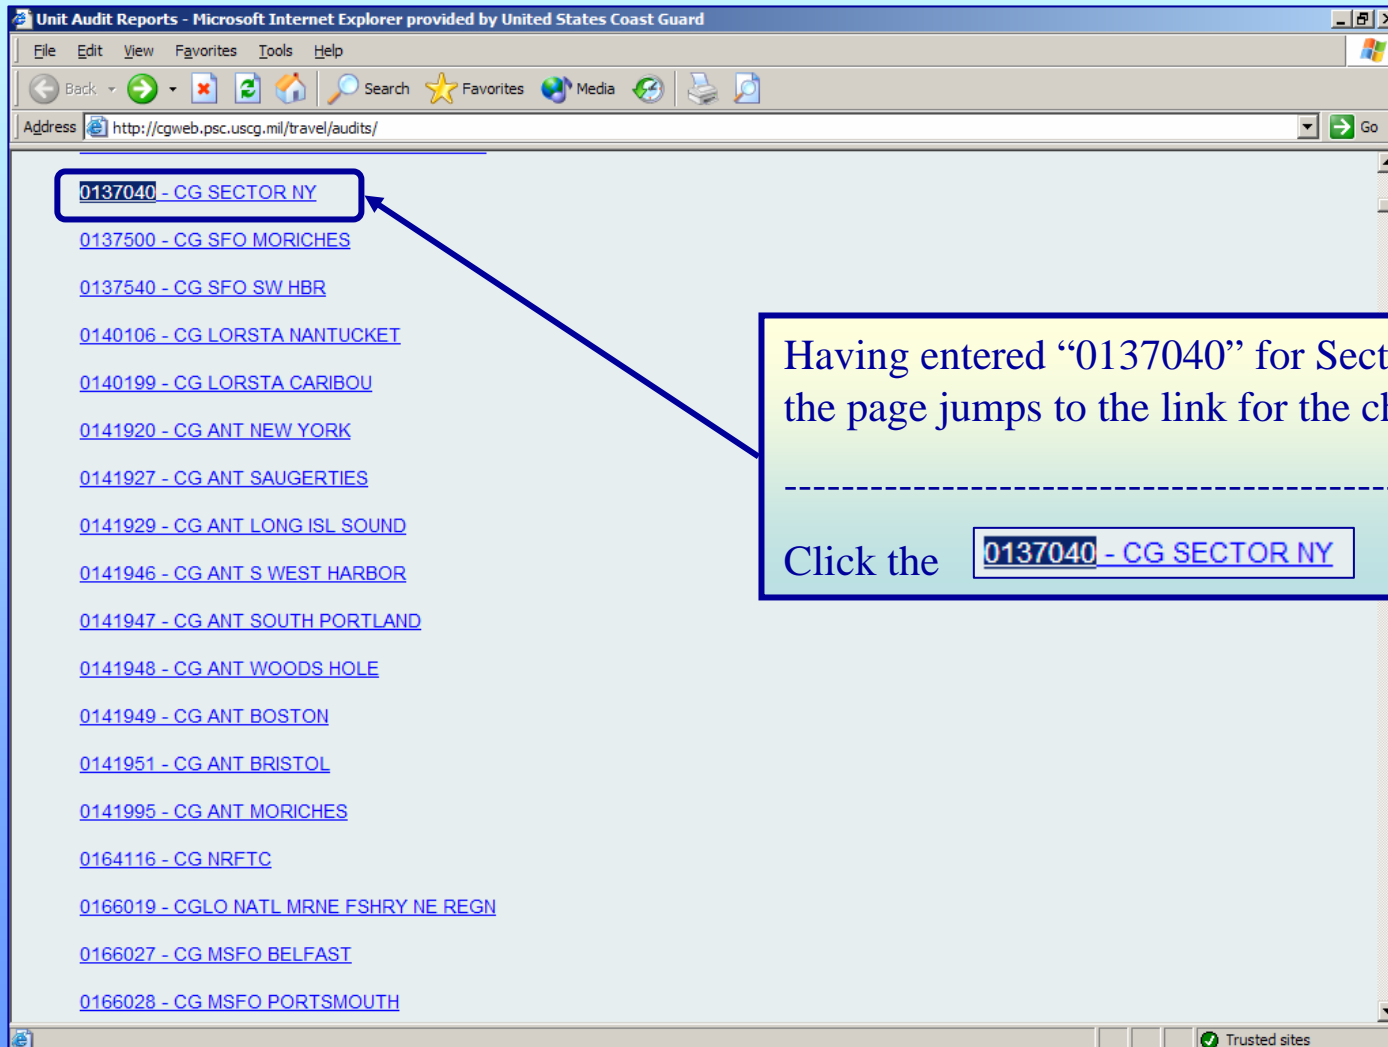 Unit Audit Reports - Microsoft Internet Explorer provided by United States Coast Guard
File Edit View Favorites Tools Help
Back Search Favorites Media
Address http://cgweb.psc.uscg.mil/travel/audits/ Go
0137040 - CG SECTOR NY
0137500 - CG SFO MORICHES
0137540 - CG SFO SW HBR
0140106 - CG LORSTA NANTUCKET
0140199 - CG LORSTA CARIBOU
0141920 - CG ANT NEW YORK
0141927 - CG ANT SAUGERTIES
0141929 - CG ANT LONG ISL SOUND
0141946 - CG ANT S WEST HARBOR
0141947 - CG ANT SOUTH PORTLAND
0141948 - CG ANT WOODS HOLE
0141949 - CG ANT BOSTON
0141951 - CG ANT BRISTOL
0141995 - CG ANT MORICHES
0164116 - CG NRFTC
0166019 - CGLO NATL MRNE FSHRY NE REGN
0166027 - CG MSFO BELFAST
0166028 - CG MSFO PORTSMOUTH
Having entered “0137040” for Sect
the page jumps to the link for the
Click the 0137040 - CG SECTOR NY
Trusted sites